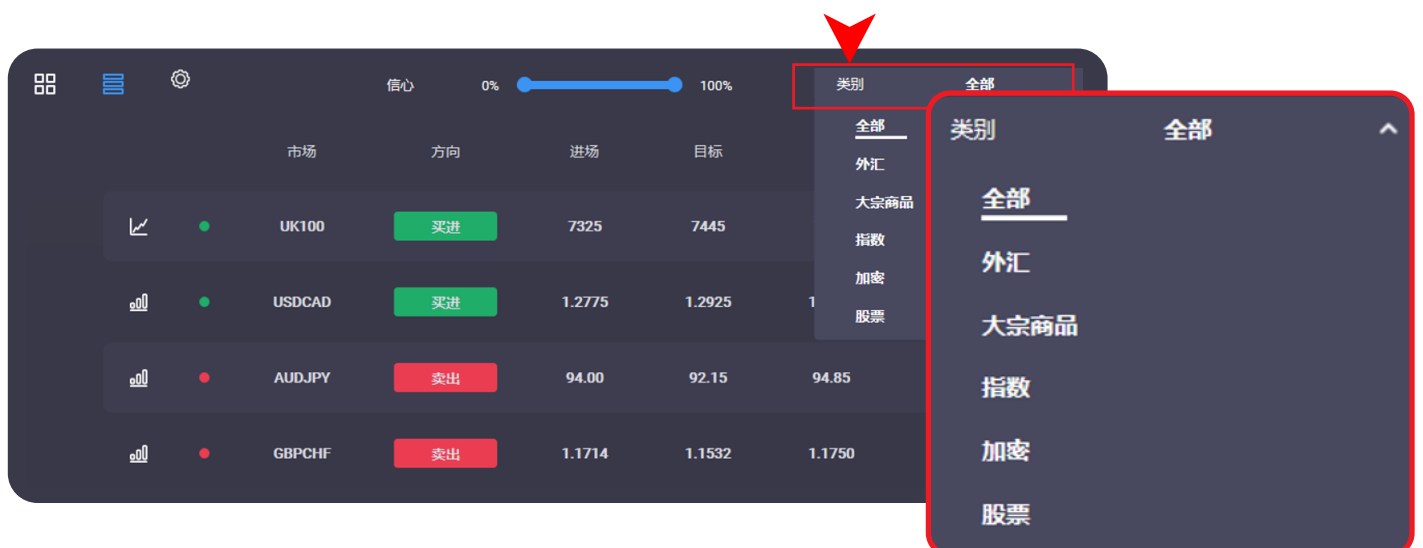 信心 0% 100% 类别 全部
市场 方向 进场 目标
UK100 买进 7325 7445
USDCAD 买进 1.2775 1.2925 1
AUDJPY 卖出 94.00 92.15 94.85
GBPCHF 卖出 1.1714 1.1532 1.1750
全部
外汇
大宗商品
指数
加密
股票
类别 全部
全部
外汇
大宗商品
指数
加密
股票